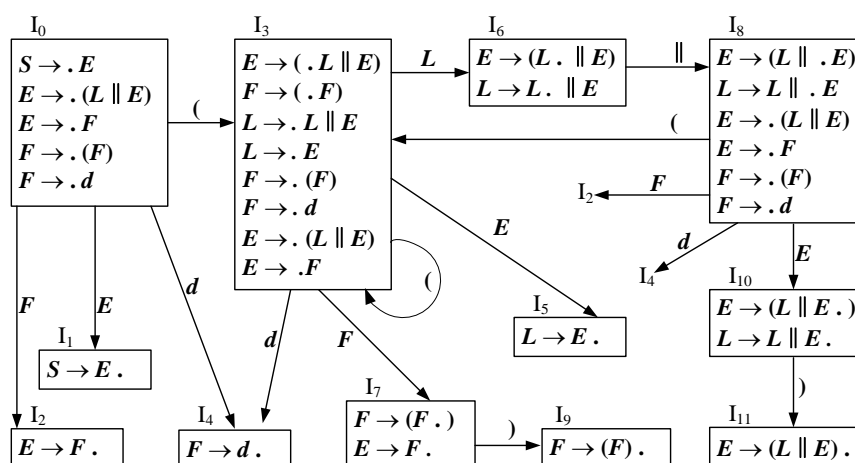 I0
S → . E
E → . (L ∥ E)
E → . F
F → . (F)
F → . d
(
F
E
d
I1
S → E .
I2
E → F .
I3
E → ( . L ∥ E)
F → ( . F)
L → . L ∥ E
L → . E
F → . (F)
F → . d
E → . (L ∥ E)
E → . F
(
L
E
d
F
I4
F → d .
I5
L → E .
I6
E → (L . ∥ E)
L → L . ∥ E
∥
I7
F → (F . )
E → F .
)
I9
F → (F) .
I8
E → (L ∥ . E)
L → L ∥ . E
E → . (L ∥ E)
E → . F
F → . (F)
F → . d
(
I2
F
d
I4
E
I10
E → (L ∥ E . )
L → L ∥ E .
)
I11
E → (L ∥ E) .